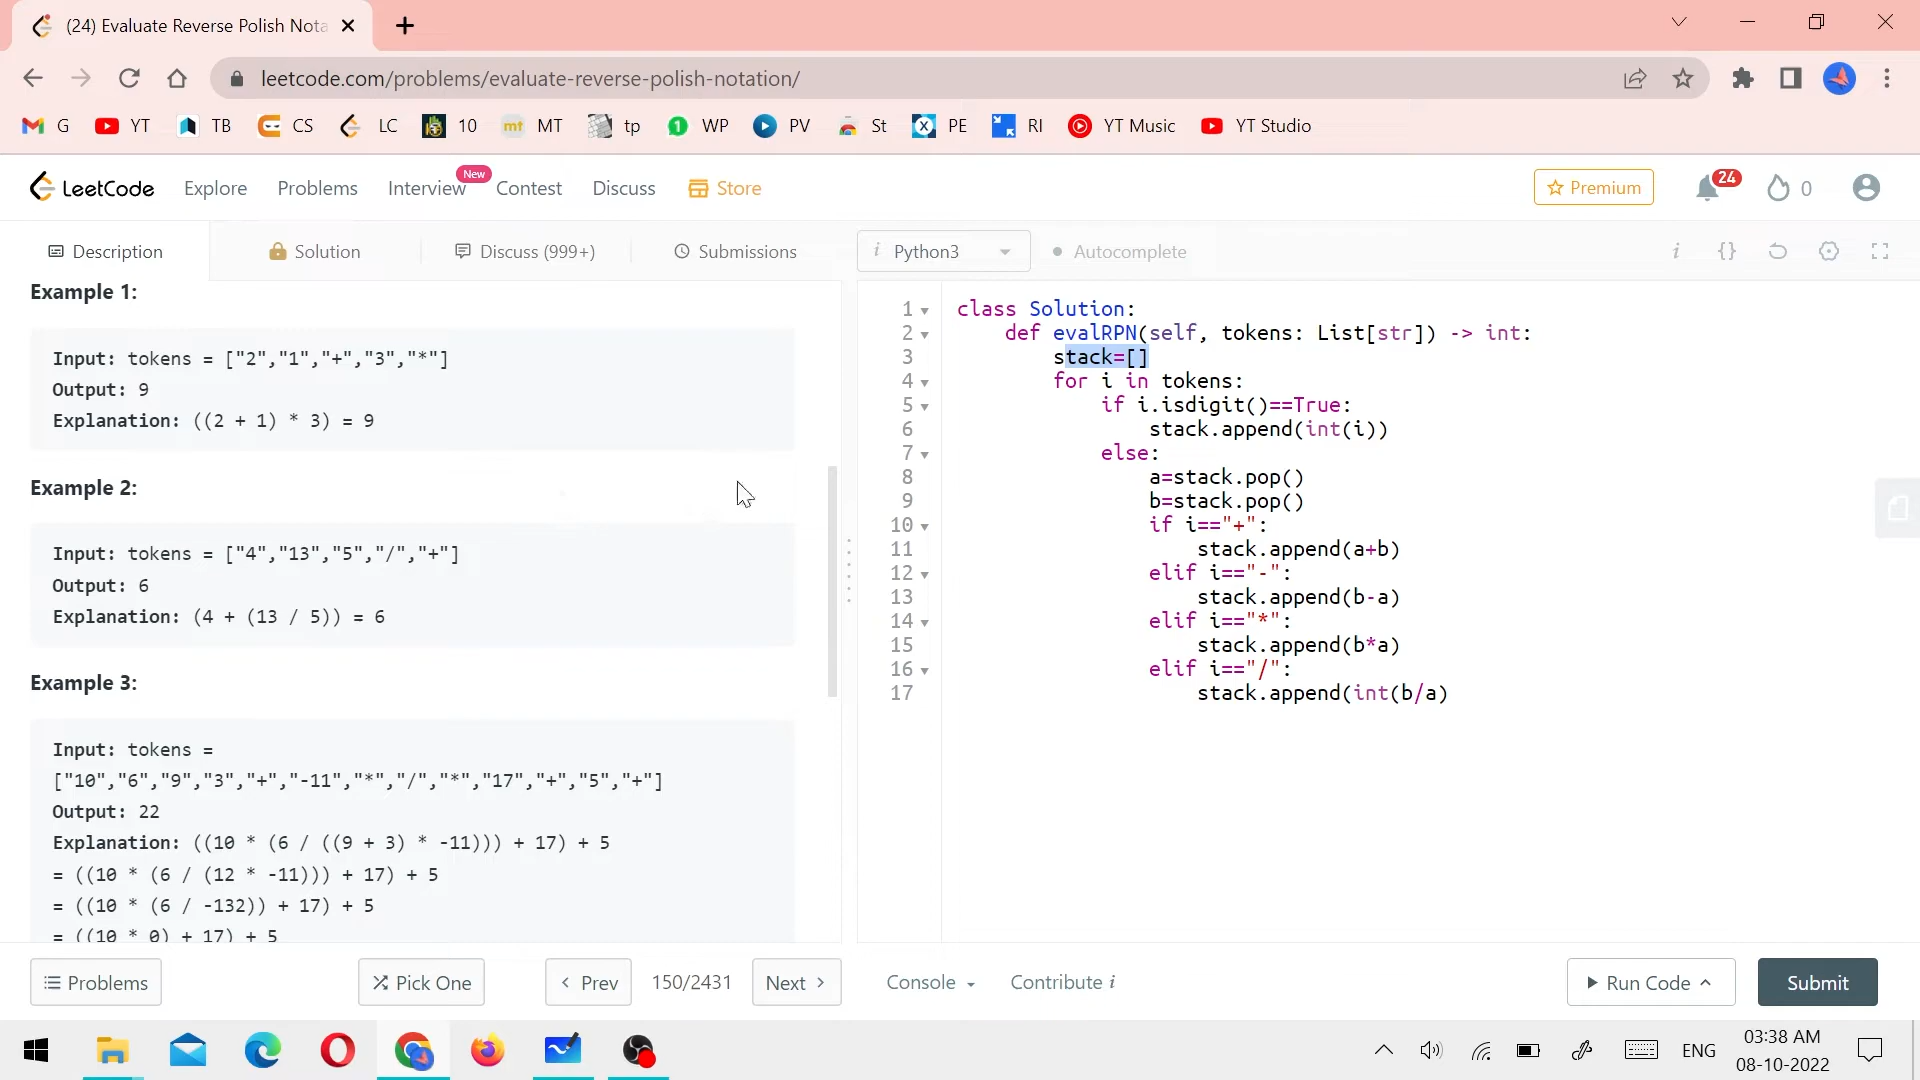 (24) Evaluate Reverse Polish Nota
leetcode.com/problems/evaluate-reverse-polish-notation/
G YT TB CS LC 10 mt MT tp 1 WP PV St X PE RI YT Music YT Studio
LeetCode Explore Problems Interview New Contest Discuss Store Premium 24 0
Description Solution Discuss (999+) Submissions
i Python3 Autocomplete i {}
Example 1:
Input: tokens = ["2","1","+","3","*"]
Output: 9
Explanation: ((2 + 1) * 3) = 9
Example 2:
Input: tokens = ["4","13","5","/","+"]
Output: 6
Explanation: (4 + (13 / 5)) = 6
Example 3:
Input: tokens =
["10","6","9","3","+","-11","*","/","*","17","+","5","+"]
Output: 22
Explanation: ((10 * (6 / ((9 + 3) * -11))) + 17) + 5
= ((10 * (6 / (12 * -11))) + 17) + 5
= ((10 * (6 / -132)) + 17) + 5
= ((10 * 0) + 17) + 5
1 class Solution:
2 def evalRPN(self, tokens: List[str]) -> int:
3 stack=[]
4 for i in tokens:
5 if i.isdigit()==True:
6 stack.append(int(i))
7 else:
8 a=stack.pop()
9 b=stack.pop()
10 if i=="+":
11 stack.append(a+b)
12 elif i=="-":
13 stack.append(b-a)
14 elif i=="*":
15 stack.append(b*a)
16 elif i=="/":
17 stack.append(int(b/a)
Problems Pick One < Prev 150/2431 Next >
Console Contribute i Run Code Submit
ENG
03:38 AM
08-10-2022